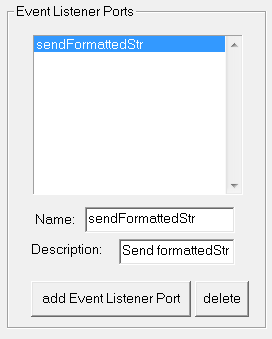 Event Listener Ports
sendFormattedStr
Name: sendFormattedStr
Description: Send formattedStr
add Event Listener Port delete